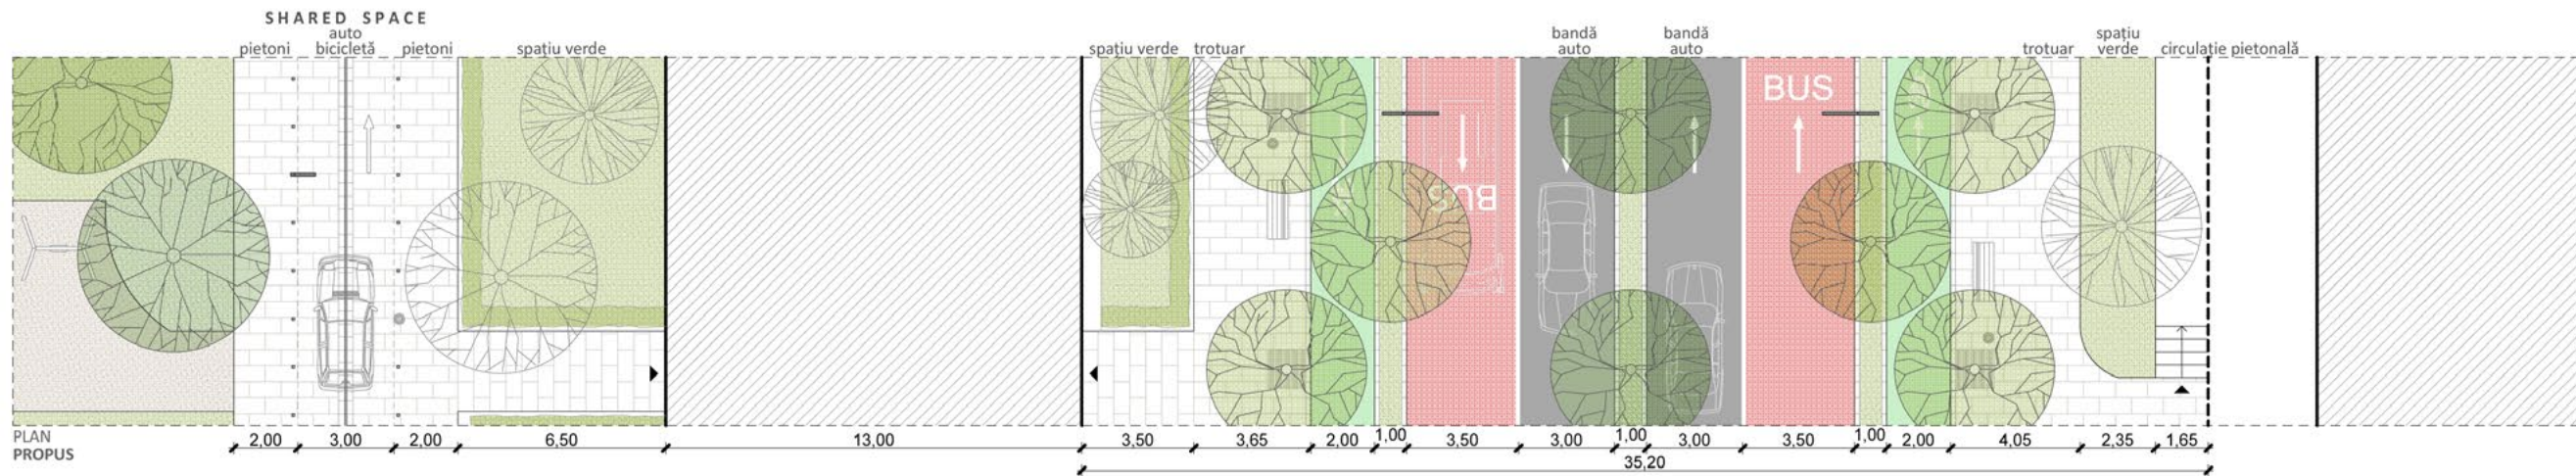 SHARED SPACE
pietoni
auto
bicicletă
pietoni
spațiu verde
spațiu verde
trotuar
bandă
auto
bandă
auto
trotuar
spațiu
verde
circulație pietonală
BUS
BUS
PLAN
PROPUS
2,00
3,00
2,00
6,50
13,00
3,50
3,65
2,00
1,00
3,50
3,00
1,00
3,00
3,50
1,00
2,00
4,05
2,35
1,65
35,20